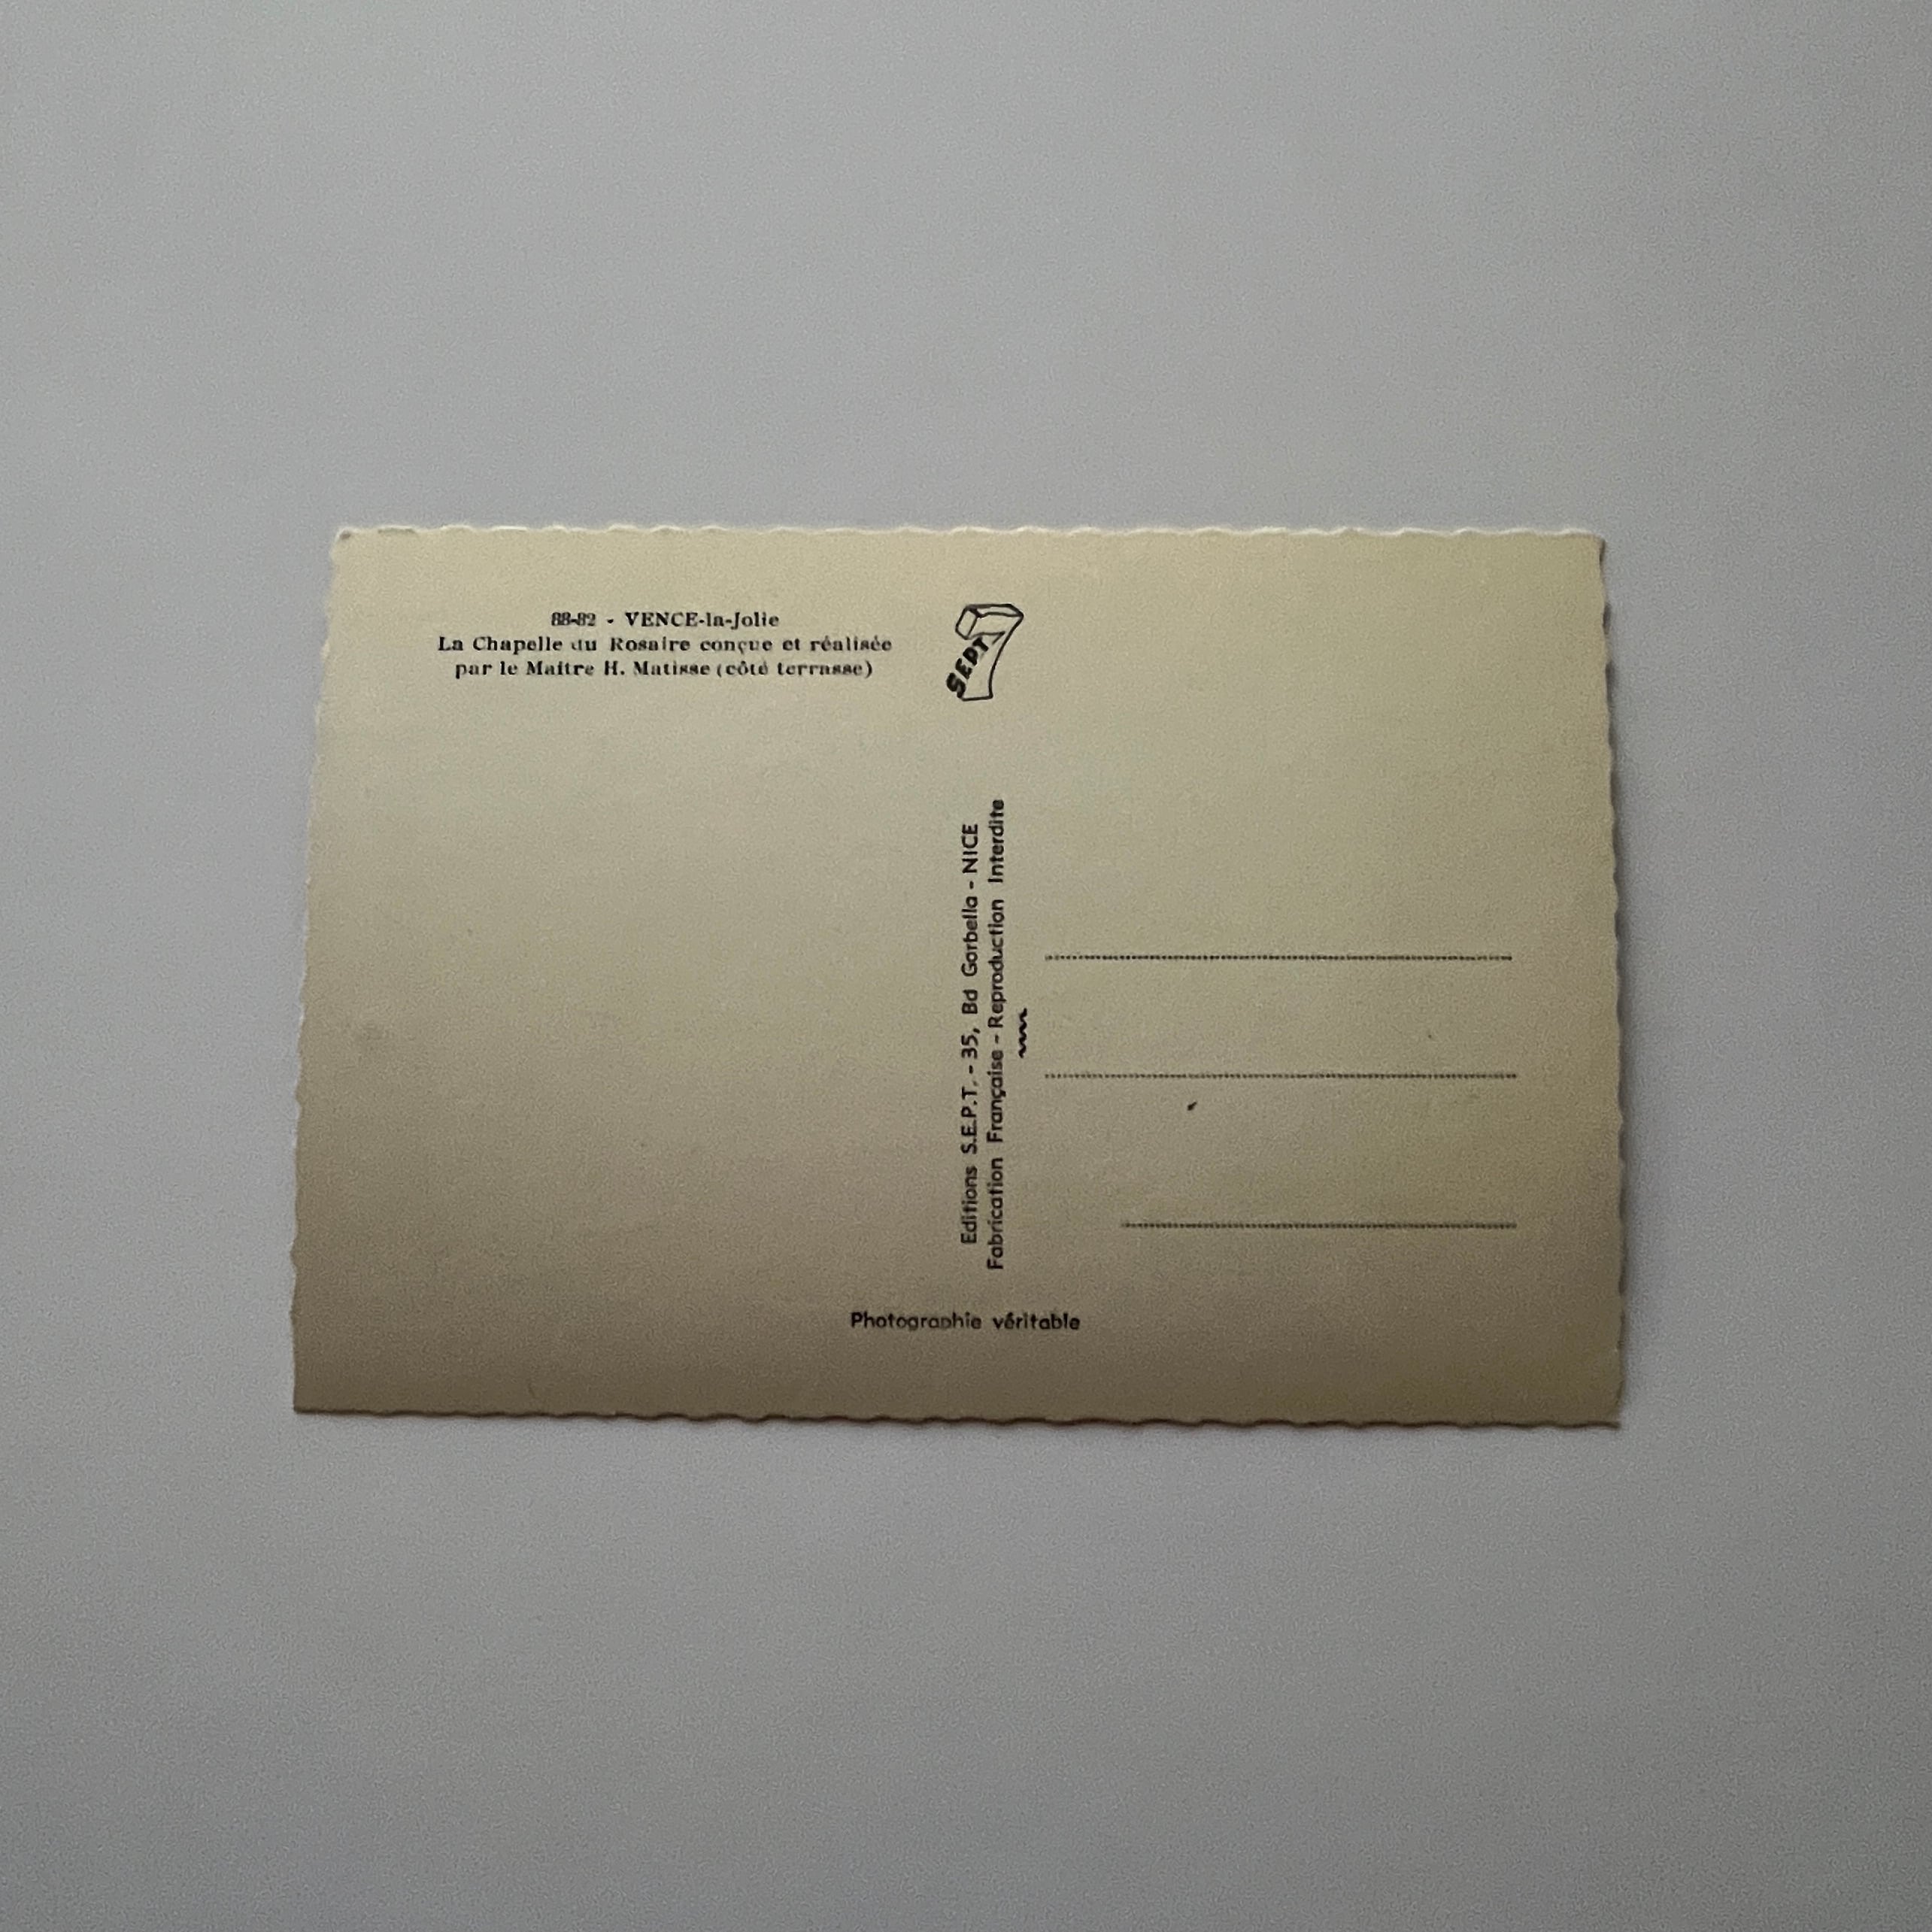 88-82 - VENCE-la-Jolie
La Chapelle du Rosaire conçue et réalisée
par le Maître H. Matisse (côté terrasse)
SEPT
7
Editions S.E.P.T. - 35, Bd Gorbella - NICE
Fabrication Française - Reproduction Interdite
Photographie véritable